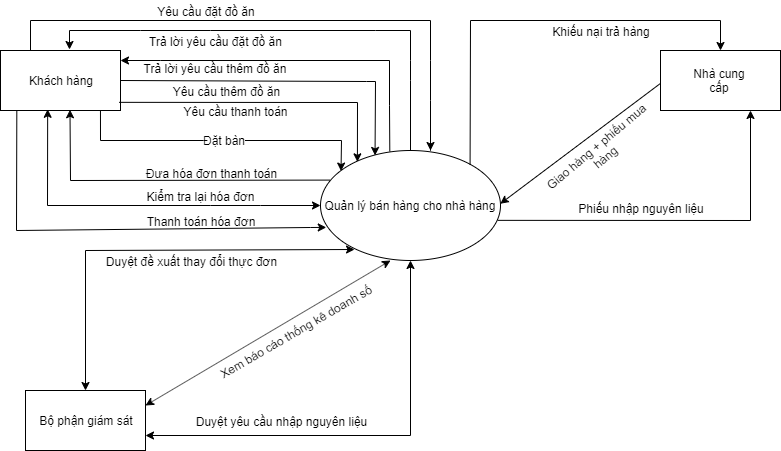 Yêu cầu đặt đồ ăn
Trả lời yêu cầu đặt đồ ăn
Khiếu nại trả hàng
Khách hàng
Trả lời yêu cầu thêm đồ ăn
Nhà cung
cấp
Yêu cầu thêm đồ ăn
Yêu cầu thanh toán
Đặt bàn
Giao hàng + phiếu mua
hàng
Đưa hóa đơn thanh toán
Kiểm tra lại hóa đơn
Quản lý bán hàng cho nhà hàng
Phiếu nhập nguyên liệu
Thanh toán hóa đơn
Duyệt đề xuất thay đổi thực đơn
Xem báo cáo thống kê doanh số
Bộ phận giám sát
Duyệt yêu cầu nhập nguyên liệu